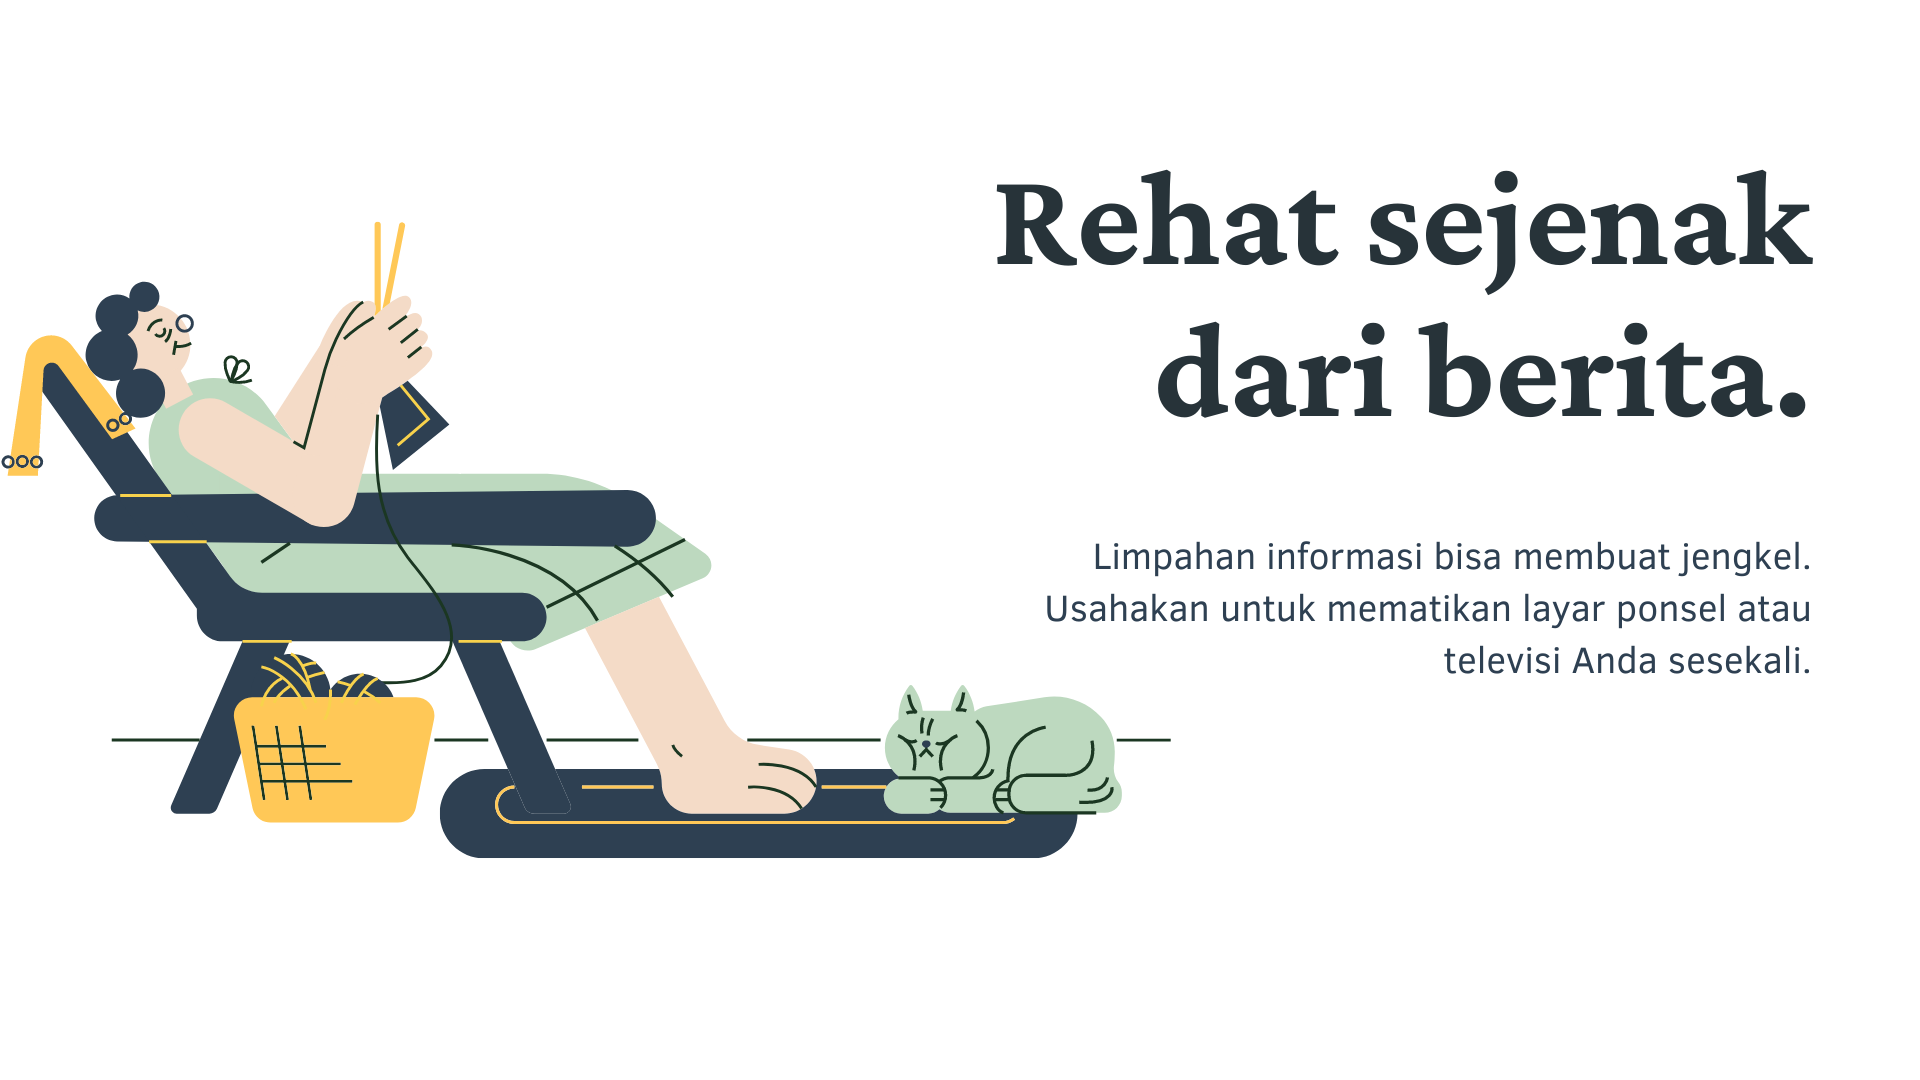 Rehat sejenak
dari berita.
Limpahan informasi bisa membuat jengkel.
Usahakan untuk mematikan layar ponsel atau
televisi Anda sesekali.